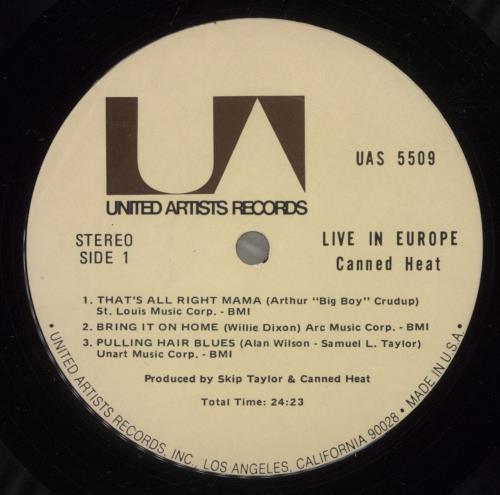 UA
UNITED ARTISTS RECORDS
UAS 5509
STEREO
SIDE 1
LIVE IN EUROPE
Canned Heat
1. THAT'S ALL RIGHT MAMA (Arthur "Big Boy" Crudup)
St. Louis Music Corp. - BMI
2. BRING IT ON HOME (Willie Dixon) Arc Music Corp. - BMI
3. PULLING HAIR BLUES (Alan Wilson - Samuel L. Taylor)
Unart Music Corp. - BMI
Produced by Skip Taylor & Canned Heat
Total Time: 24:23
• UNITED ARTISTS RECORDS, INC., LOS ANGELES, CALIFORNIA 90028 • MADE IN U.S.A. •